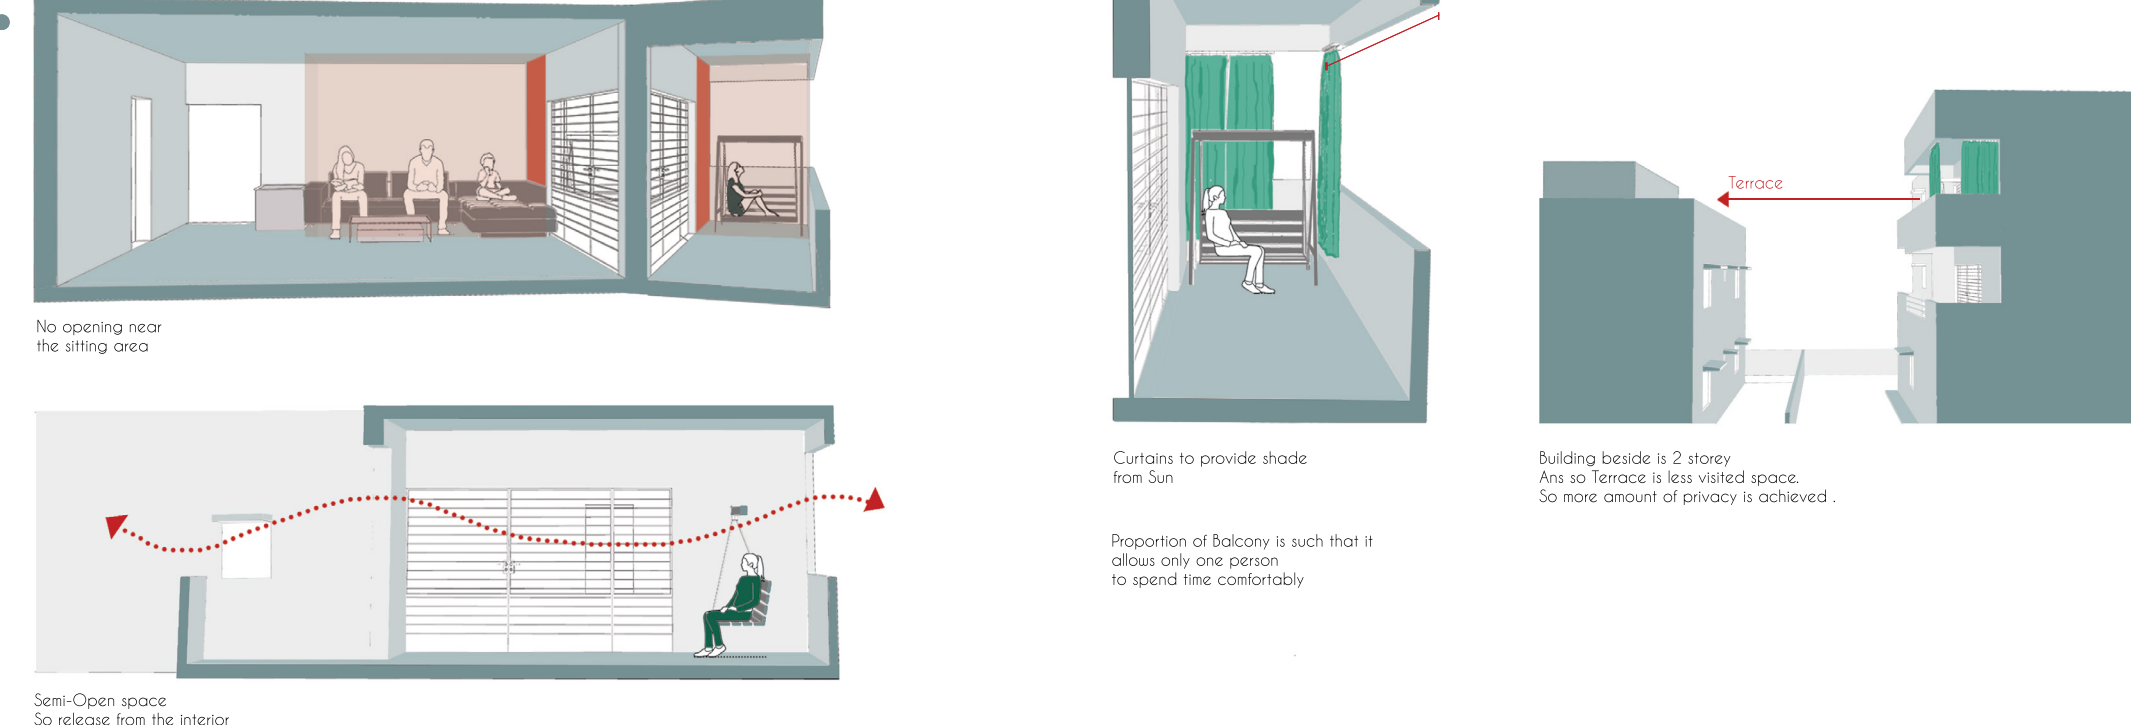 No opening near
the sitting area
Semi-Open space
So release from the interior
Curtains to provide shade
from Sun
Proportion of Balcony is such that it
allows only one person
to spend time comfortably
Terrace
Building beside is 2 storey
Ans so Terrace is less visited space.
So more amount of privacy is achieved .